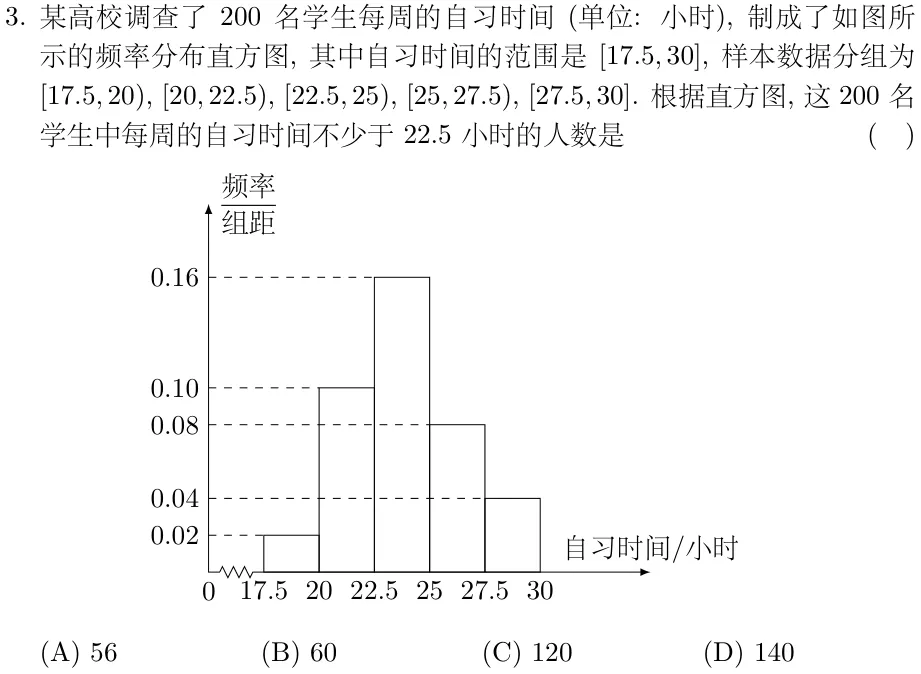 3. 某高校调查了 200 名学生每周的自习时间 (单位: 小时), 制成了如图所
示的频率分布直方图, 其中自习时间的范围是 [17.5, 30], 样本数据分组为
[17.5, 20), [20, 22.5), [22.5, 25), [25, 27.5), [27.5, 30]. 根据直方图, 这 200 名
学生中每周的自习时间不少于 22.5 小时的人数是 ( )
频率
组距
0.16
0.10
0.08
0.04
0.02
自习时间/小时
0 17.5 20 22.5 25 27.5 30
(A) 56 (B) 60 (C) 120 (D) 140